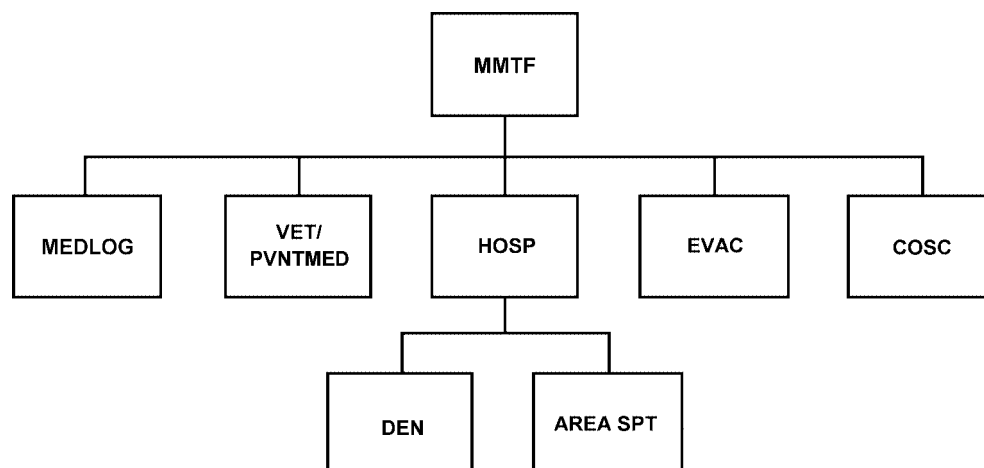 MMTF
MEDLOG
VET/
PVNTMED
HOSP
EVAC
COSC
DEN
AREA SPT